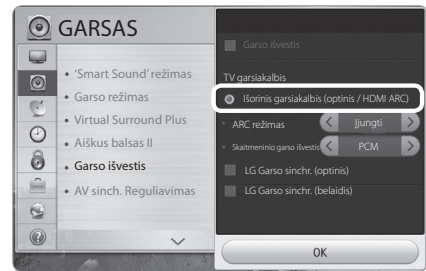 GARSAS
• 'Smart Sound' režimas
• Garso režimas
• Virtual Surround Plus
• Aiškus balsas II
• Garso išvestis
• AV sinch. Reguliavimas
Garso išvestis
TV garsiakalbis
Išorinis garsiakalbis (optinis / HDMI ARC)
• ARC režimas < Įjungti >
• Skaitmeninio garso išvestis < PCM >
LG Garso sinchr. (optinis)
LG Garso sinchr. (belaidis)
OK